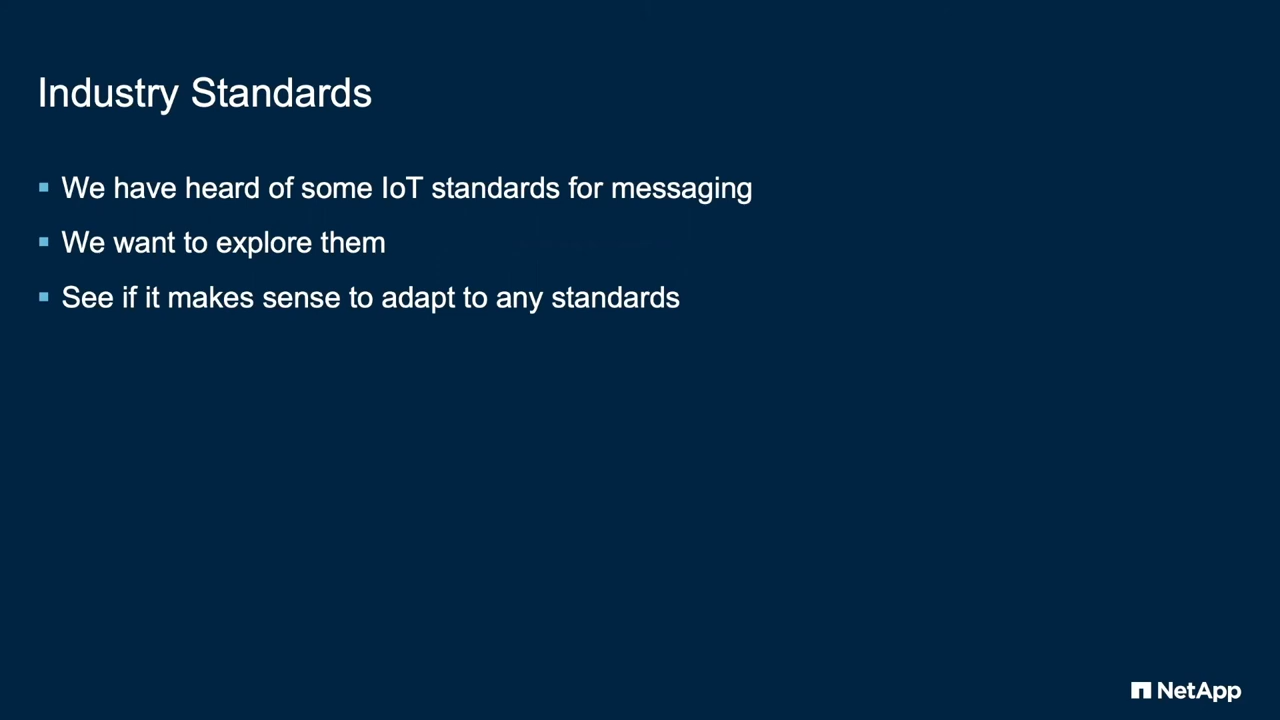 Industry Standards
We have heard of some IoT standards for messaging
We want to explore them
See if it makes sense to adapt to any standards
NetApp